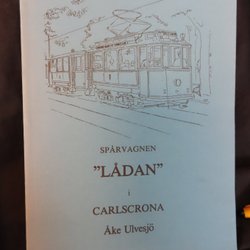 SPÅRVAGNEN
"LÅDAN"
i
CARLSCRONA
Åke Ulvesjö